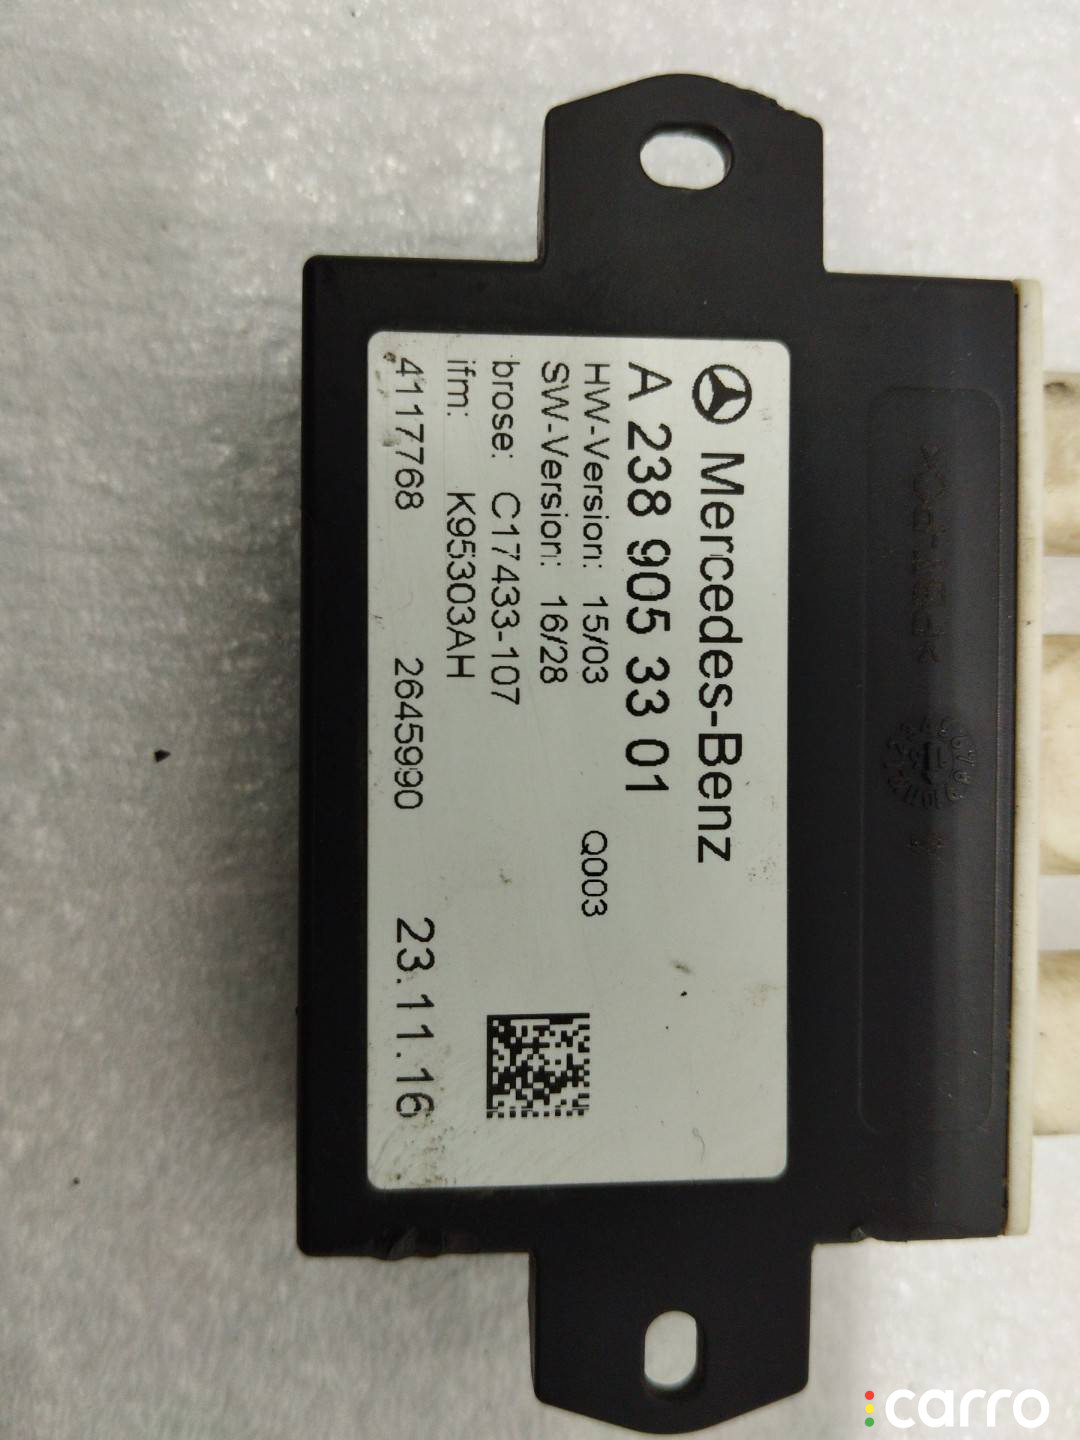 Mercedes-Benz
A 238 905 33 01
HW-Version: 15/03 Q003
SW-Version: 16/28
brose: C17433-107
ifm: K95303AH
4117768 2645990 23.11.16
carro